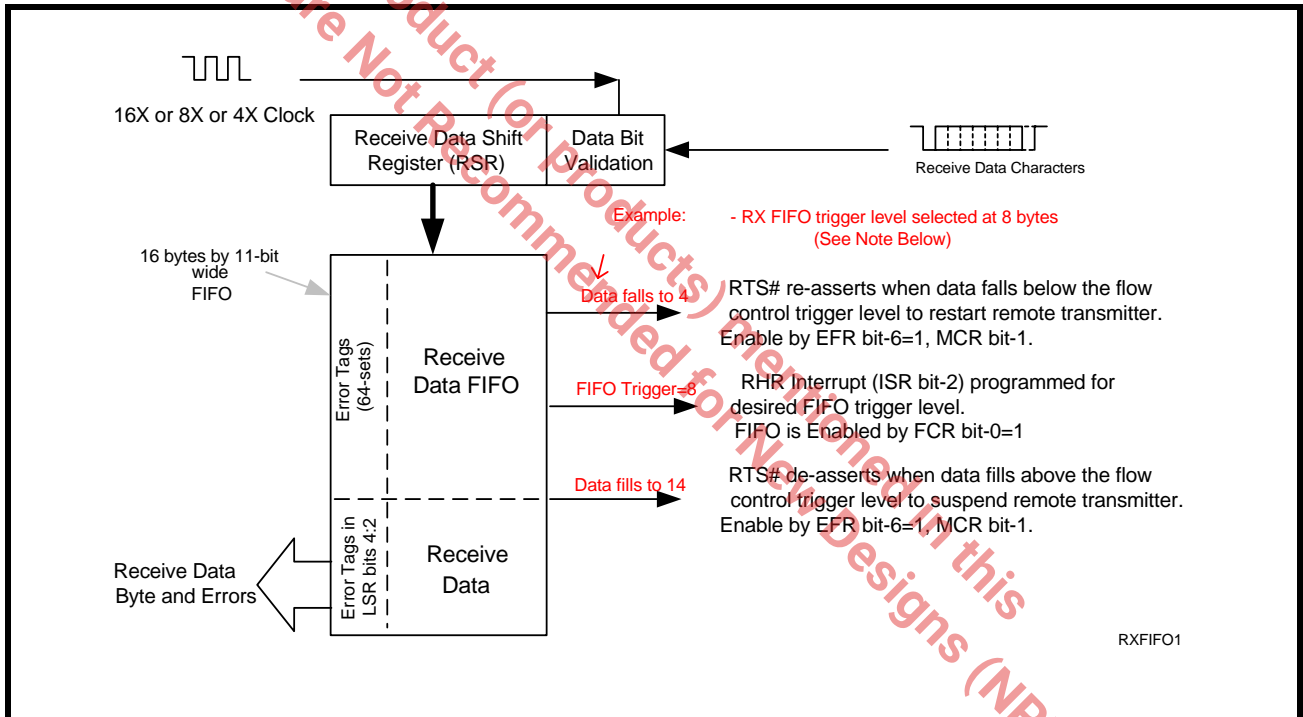 16X or 8X or 4X Clock
Receive Data Shift
Register (RSR)
Data Bit
Validation
Receive Data Characters
Example:
- RX FIFO trigger level selected at 8 bytes
(See Note Below)
16 bytes by 11-bit
wide
FIFO
Error Tags
(64-sets)
Receive
Data FIFO
Data falls to 4
RTS# re-asserts when data falls below the flow
control trigger level to restart remote transmitter.
Enable by EFR bit-6=1, MCR bit-1.
FIFO Trigger=8
RHR Interrupt (ISR bit-2) programmed for
desired FIFO trigger level.
FIFO is Enabled by FCR bit-0=1
Data fills to 14
RTS# de-asserts when data fills above the flow
control trigger level to suspend remote transmitter.
Enable by EFR bit-6=1, MCR bit-1.
Error Tags in
LSR bits 4:2
Receive
Data
Receive Data
Byte and Errors
RXFIFO1
oduct (or products) mentioned in this
are Not Recommended for New Designs (NR